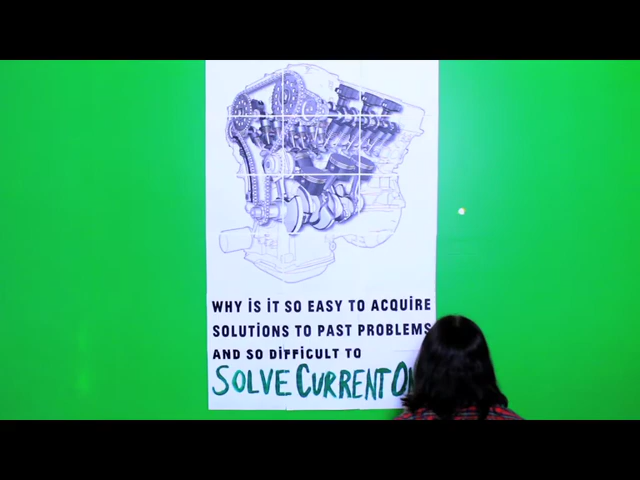 WHY iS iT SO EASY TO ACQUiRE
SOLUTiONS TO PAST PROBLEMS
AND SO DiFFiCULT TO
SOLVE CURRENT